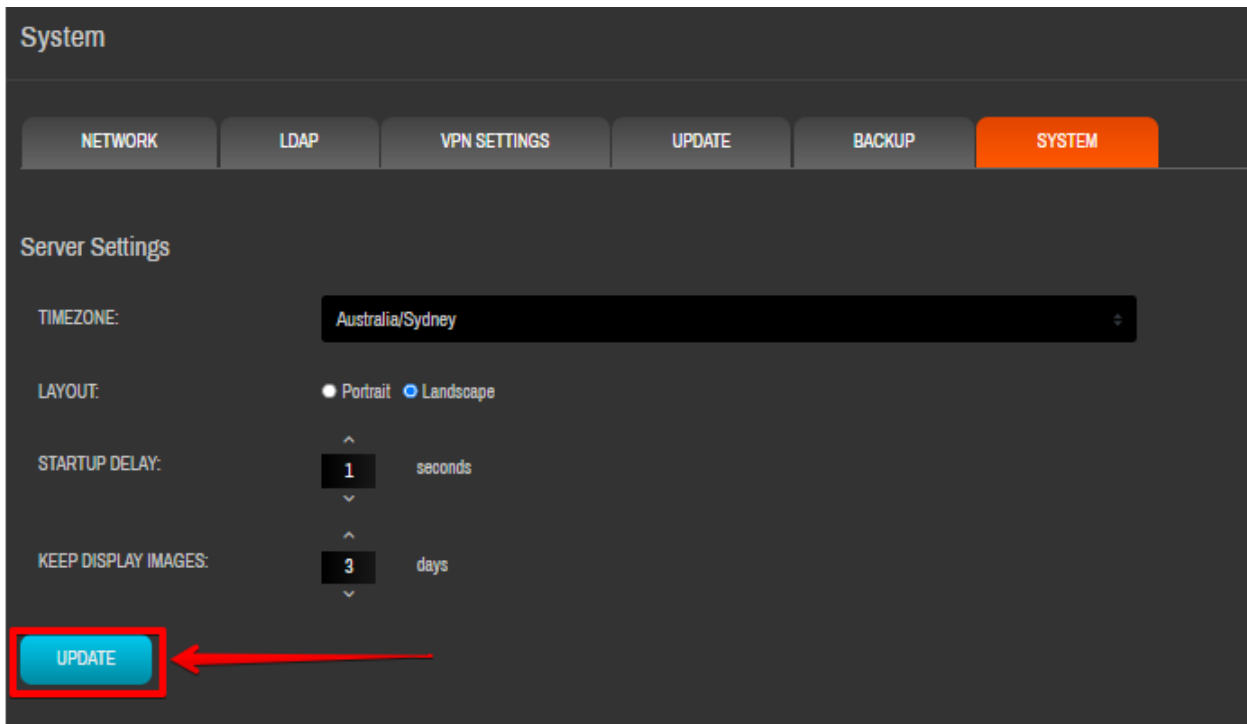 System
NETWORK LDAP VPN SETTINGS UPDATE BACKUP SYSTEM
Server Settings
TIMEZONE: Australia/Sydney
LAYOUT: Portrait Landscape
STARTUP DELAY: 1 seconds
KEEP DISPLAY IMAGES: 3 days
UPDATE